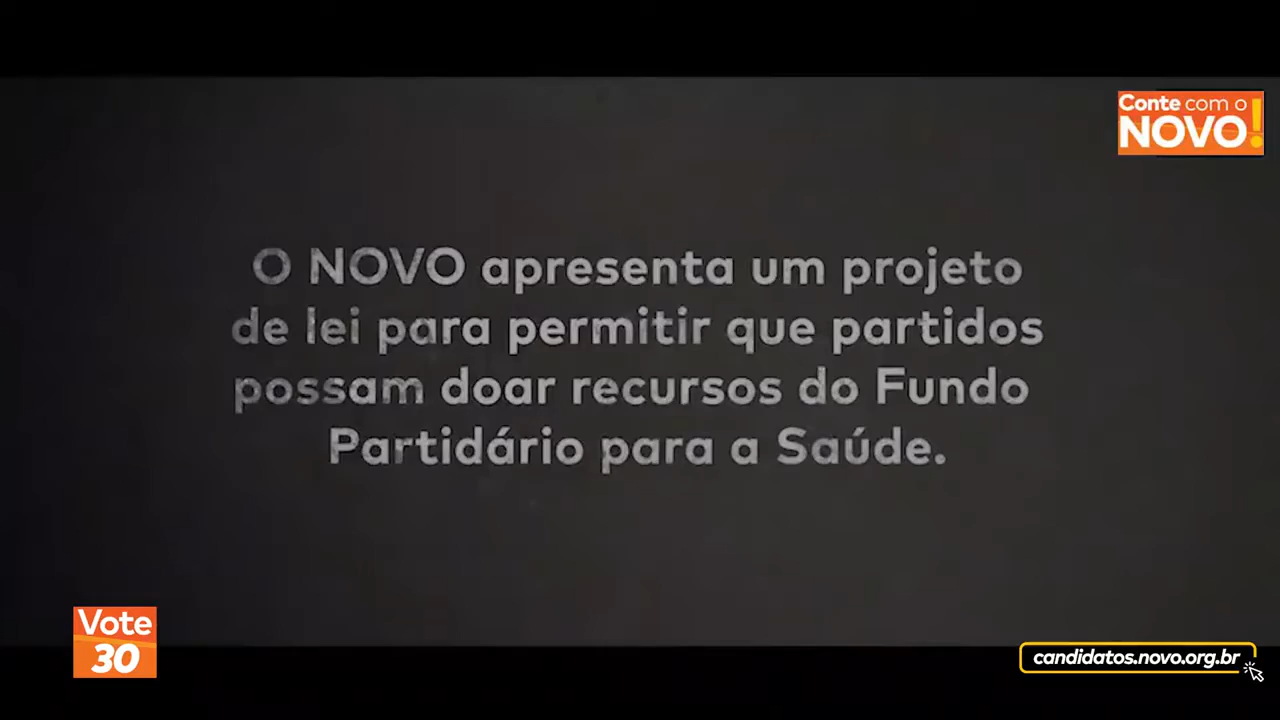 Conte com o
NOVO!
O NOVO apresenta um projeto
de lei para permitir que partidos
possam doar recursos do Fundo
Partidário para a Saúde.
Vote
30
candidatos.novo.org.br